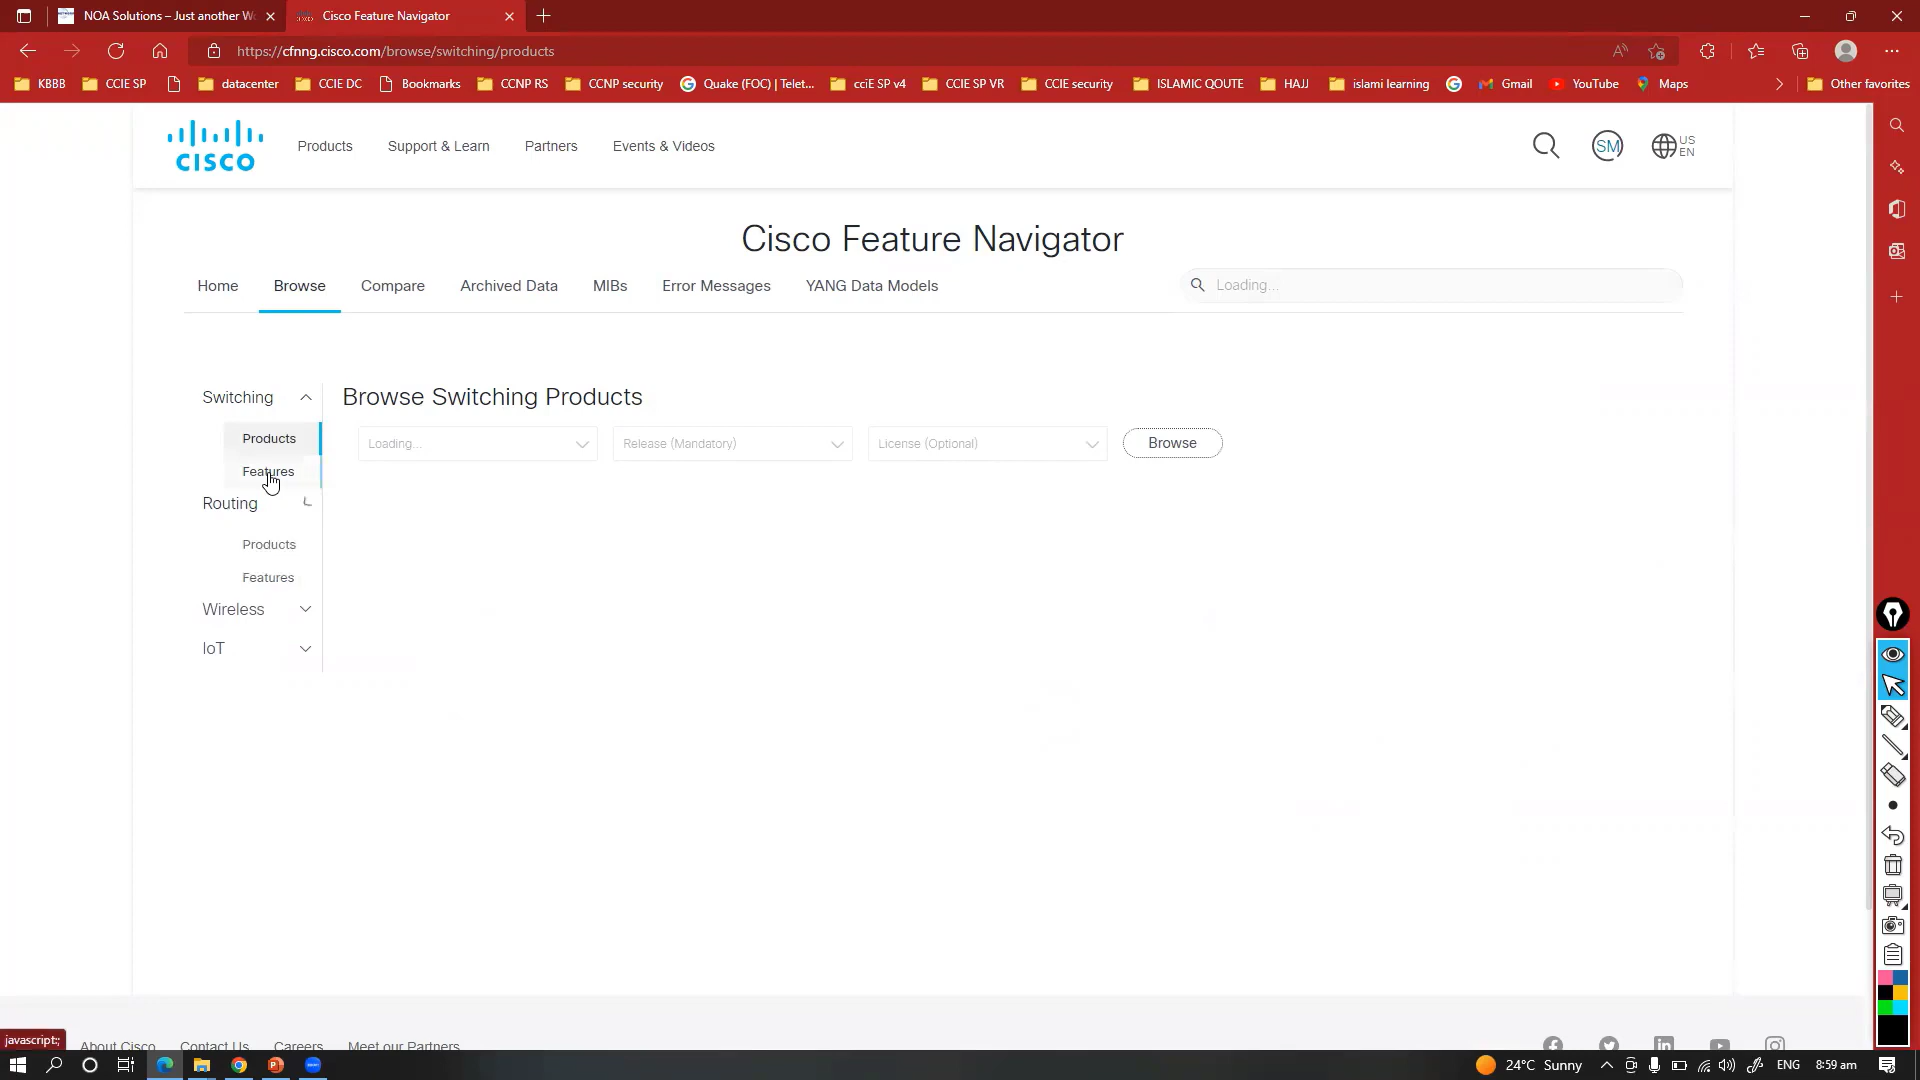 NOA Solutions – Just another W
Cisco Feature Navigator
https://cfnng.cisco.com/browse/switching/products
KBBB
CCIE SP
datacenter
CCIE DC
Bookmarks
CCNP RS
CCNP security
Quake (FOC) | Telet...
cciE SP v4
CCIE SP VR
CCIE security
ISLAMIC QOUTE
HAJJ
islami learning
Gmail
YouTube
Maps
Other favorites
CISCO
Products
Support & Learn
Partners
Events & Videos
SM
US
EN
Cisco Feature Navigator
Home
Browse
Compare
Archived Data
MIBs
Error Messages
YANG Data Models
Loading...
Switching
Products
Features
Routing
Products
Features
Wireless
IoT
Browse Switching Products
Loading...
Release (Mandatory)
License (Optional)
Browse
javascript:;
About Cisco
Contact Us
Careers
Meet our Partners
24°C Sunny
ENG
8:59 am